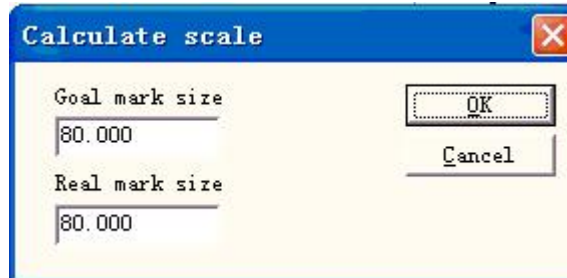 Calculate scale
Goal mark size
80.000
OK
Cancel
Real mark size
80.000